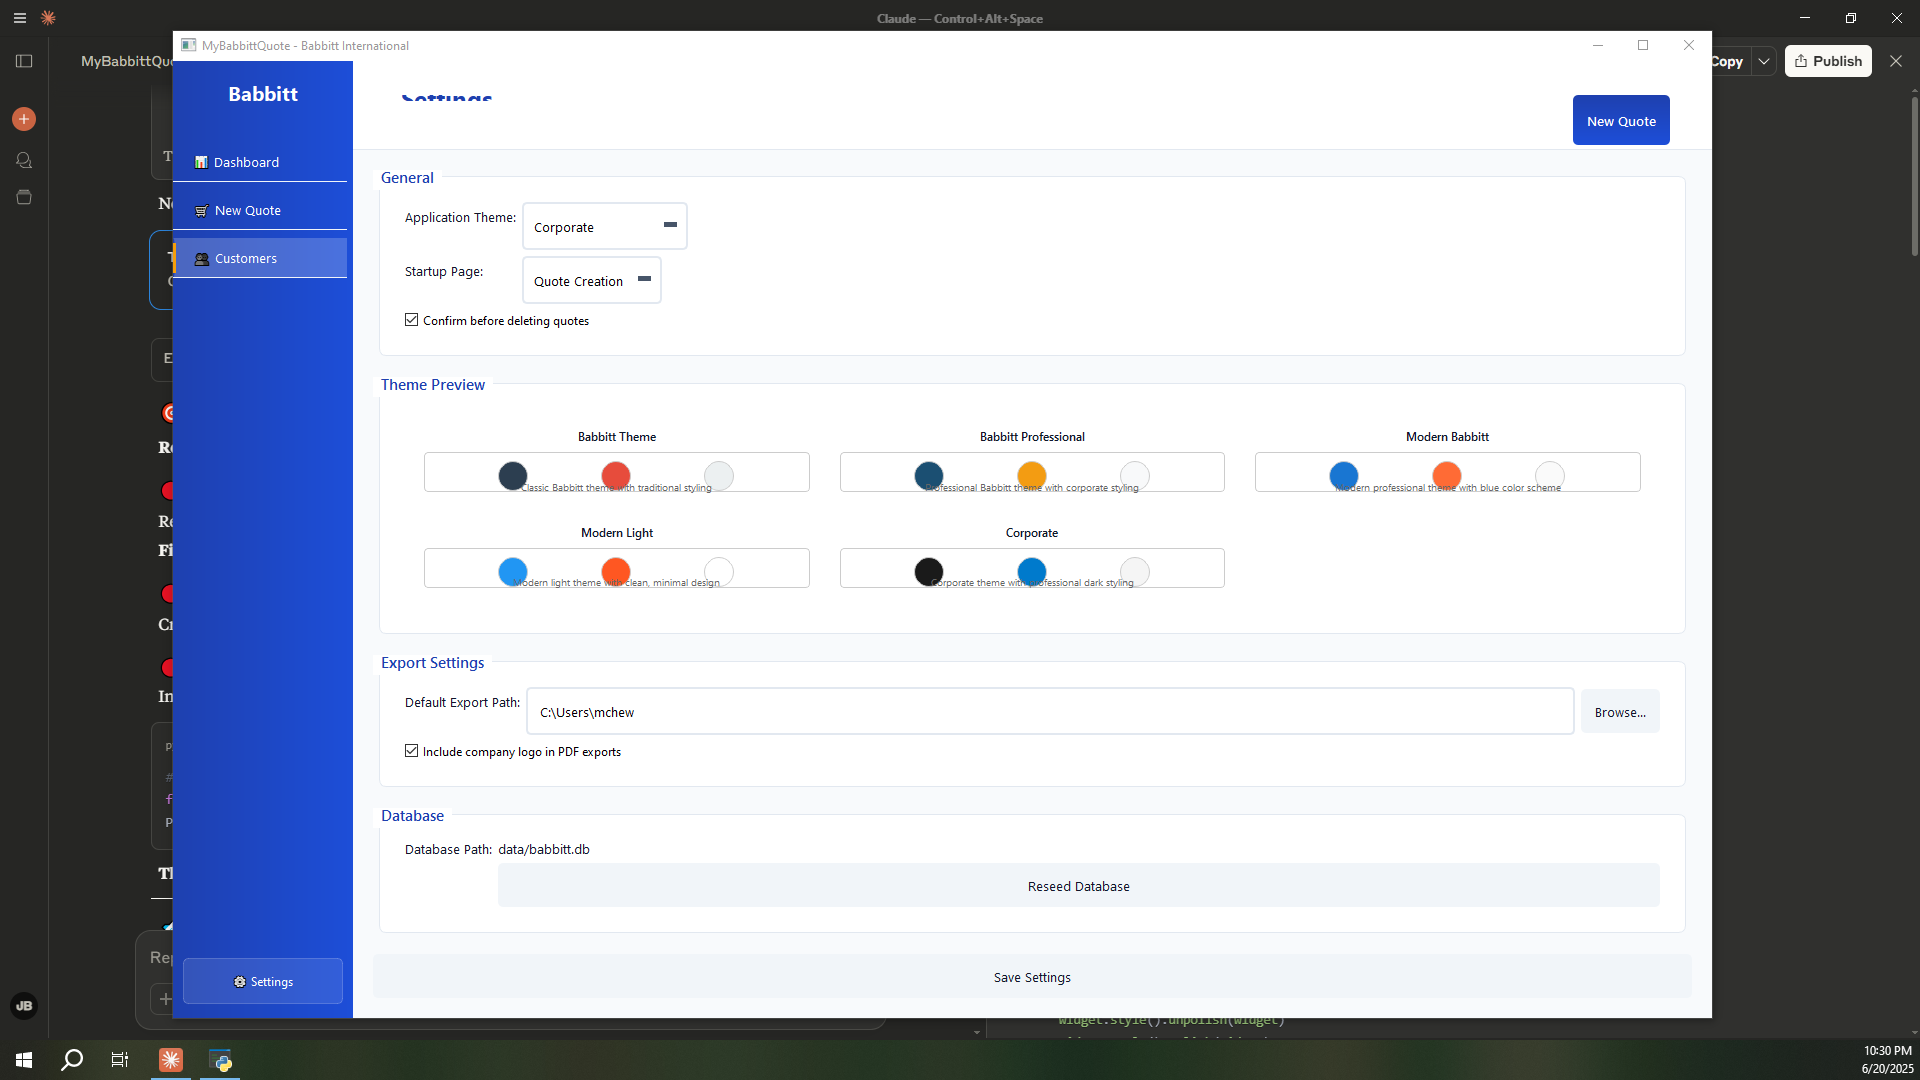 Claude — Control+Alt+Space
MyBabbittQuo
Copy
Publish
MyBabbittQuote - Babbitt International
Babbitt
Settings
New Quote
Dashboard
New Quote
Customers
Settings
General
Application Theme:
Corporate
Startup Page:
Quote Creation
Confirm before deleting quotes
Theme Preview
Babbitt Theme
Classic Babbitt theme with traditional styling
Babbitt Professional
Professional Babbitt theme with corporate styling
Modern Babbitt
Modern professional theme with blue color scheme
Modern Light
Modern light theme with clean, minimal design
Corporate
Corporate theme with professional dark styling
Export Settings
Default Export Path:
C:\Users\mchew
Browse...
Include company logo in PDF exports
Database
Database Path: data/babbitt.db
Reseed Database
Save Settings
Rep
JB
widget.style().unpolish(widget)
10:30 PM
6/20/2025